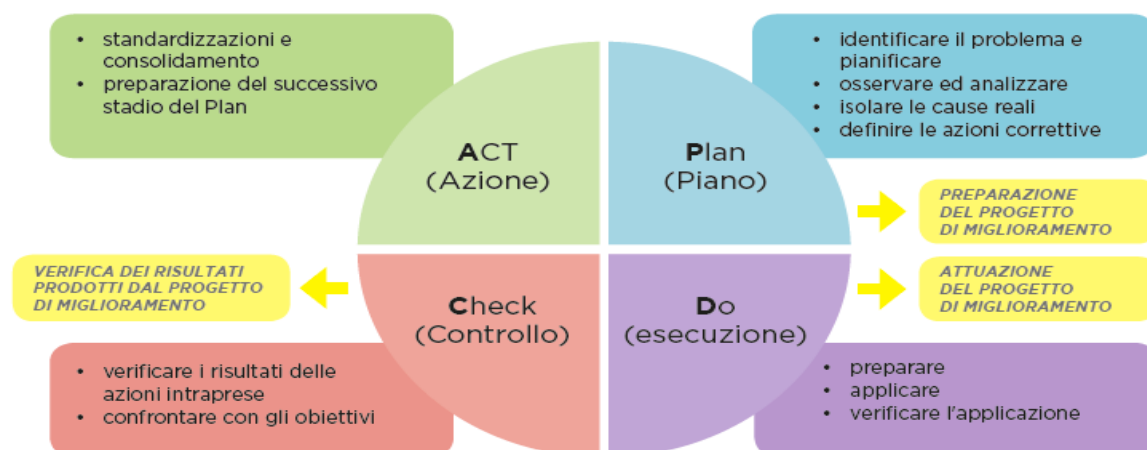 • standardizzazioni e
consolidamento
• preparazione del successivo
stadio del Plan
ACT
(Azione)
• identificare il problema e
pianificare
• osservare ed analizzare
• isolare le cause reali
• definire le azioni correttive
Plan
(Piano)
PREPARAZIONE
DEL PROGETTO
DI MIGLIORAMENTO
VERIFICA DEI RISULTATI
PRODOTTI DAL PROGETTO
DI MIGLIORAMENTO
Check
(Controllo)
Do
(esecuzione)
ATTUAZIONE
DEL PROGETTO
DI MIGLIORAMENTO
• verificare i risultati delle
azioni intraprese
• confrontare con gli obiettivi
• preparare
• applicare
• verificare l'applicazione